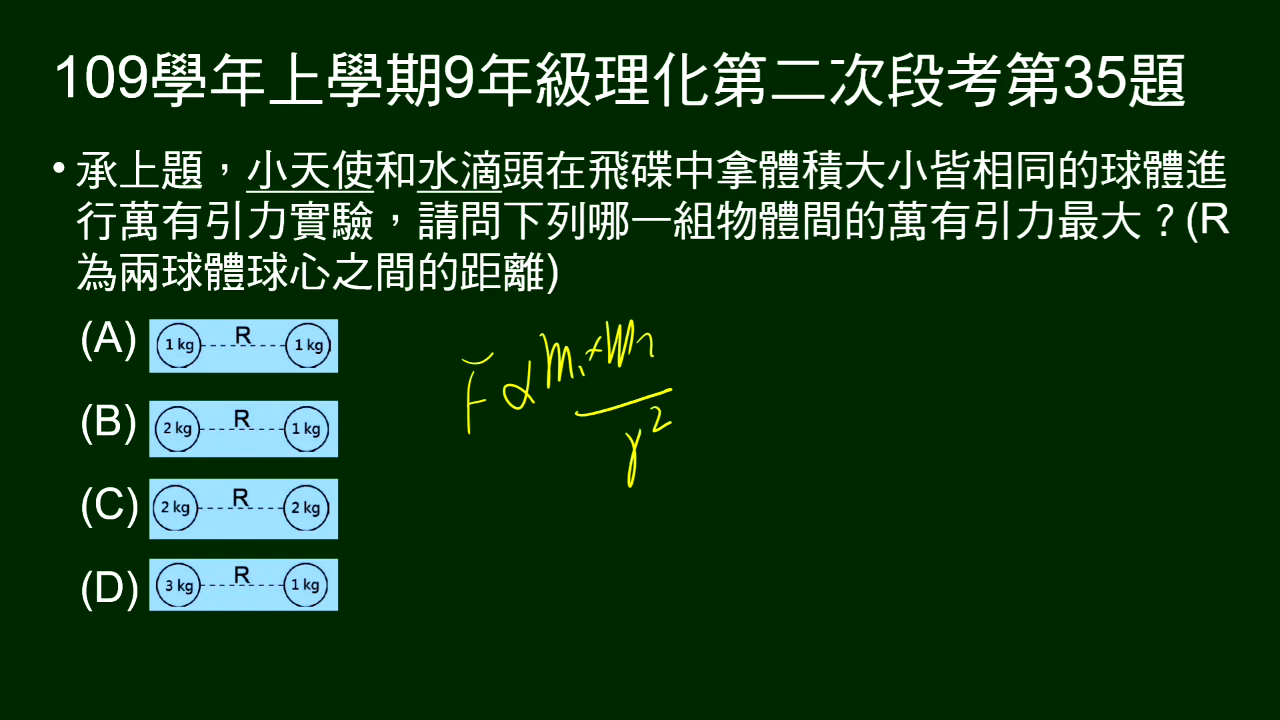 109學年上學期9年級理化第二次段考第35題
•承上題，小天使和水滴頭在飛碟中拿體積大小皆相同的球體進
行萬有引力實驗，請問下列哪一組物體間的萬有引力最大？(R
為兩球體球心之間的距離)
(A) 1 kg R 1 kg
(B) 2 kg R 1 kg
(C) 2 kg R 2 kg
(D) 3 kg R 1 kg
F ∝ m₁×m₂
r²